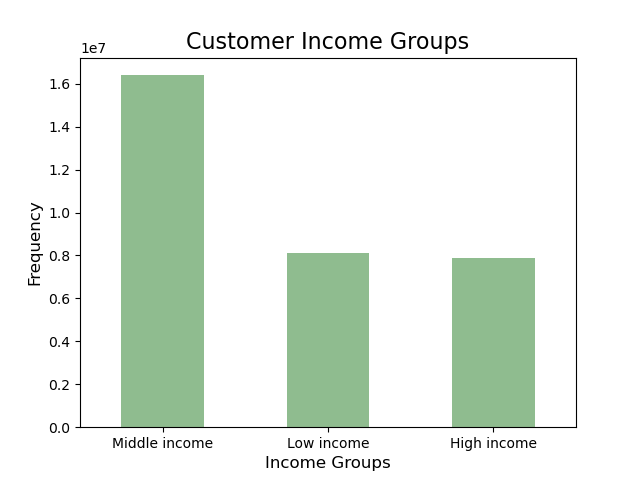 Customer Income Groups
1e7
1.6
1.4
1.2
1.0
0.8
0.6
0.4
0.2
0.0
Frequency
Middle income
Low income
High income
Income Groups